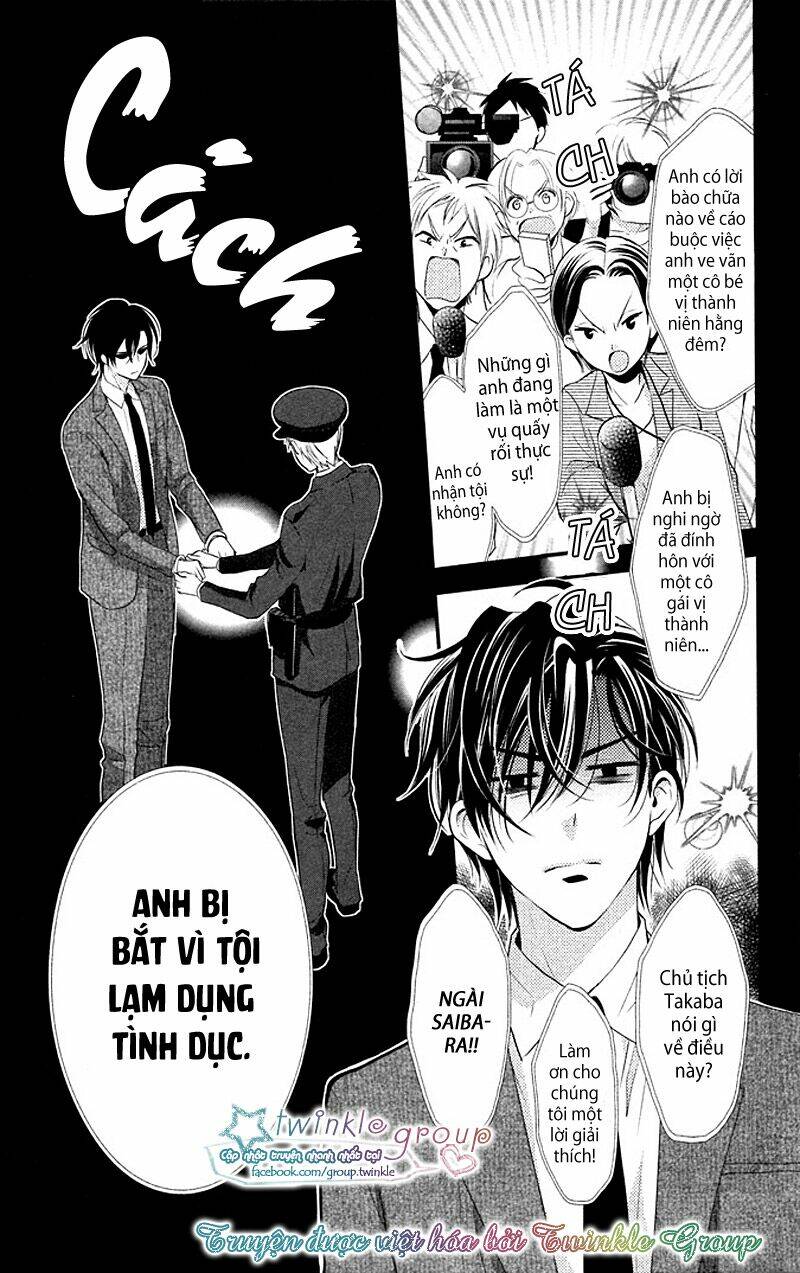 TÁ
CH
Anh có lời
bào chữa
nào về cáo
buộc việc
anh ve vãn
một cô bé
vị thành
niên hằng
đêm?
Những gì
anh đang
làm là một
vụ quấy
rối thực
sự!
Anh có
nhận tội
không?
Anh bị
nghi ngờ
đã đính
hôn với
một cô
gái vị
thành
niên...
TÁ
CH
Chủ tịch
Takaba
nói gì
về điều
này?
Làm
ơn cho
chúng
tôi một
lời giải
thích!
NGÀI
SAIBA-
RA!!
Cách
ANH BỊ
BẮT VÌ TỘI
LẠM DỤNG
TÌNH DỤC.
twinkle group
Cập nhật truyện nhanh nhất tại
facebook.com/group.twinkle
Truyện được việt hóa bởi Twinkle Group